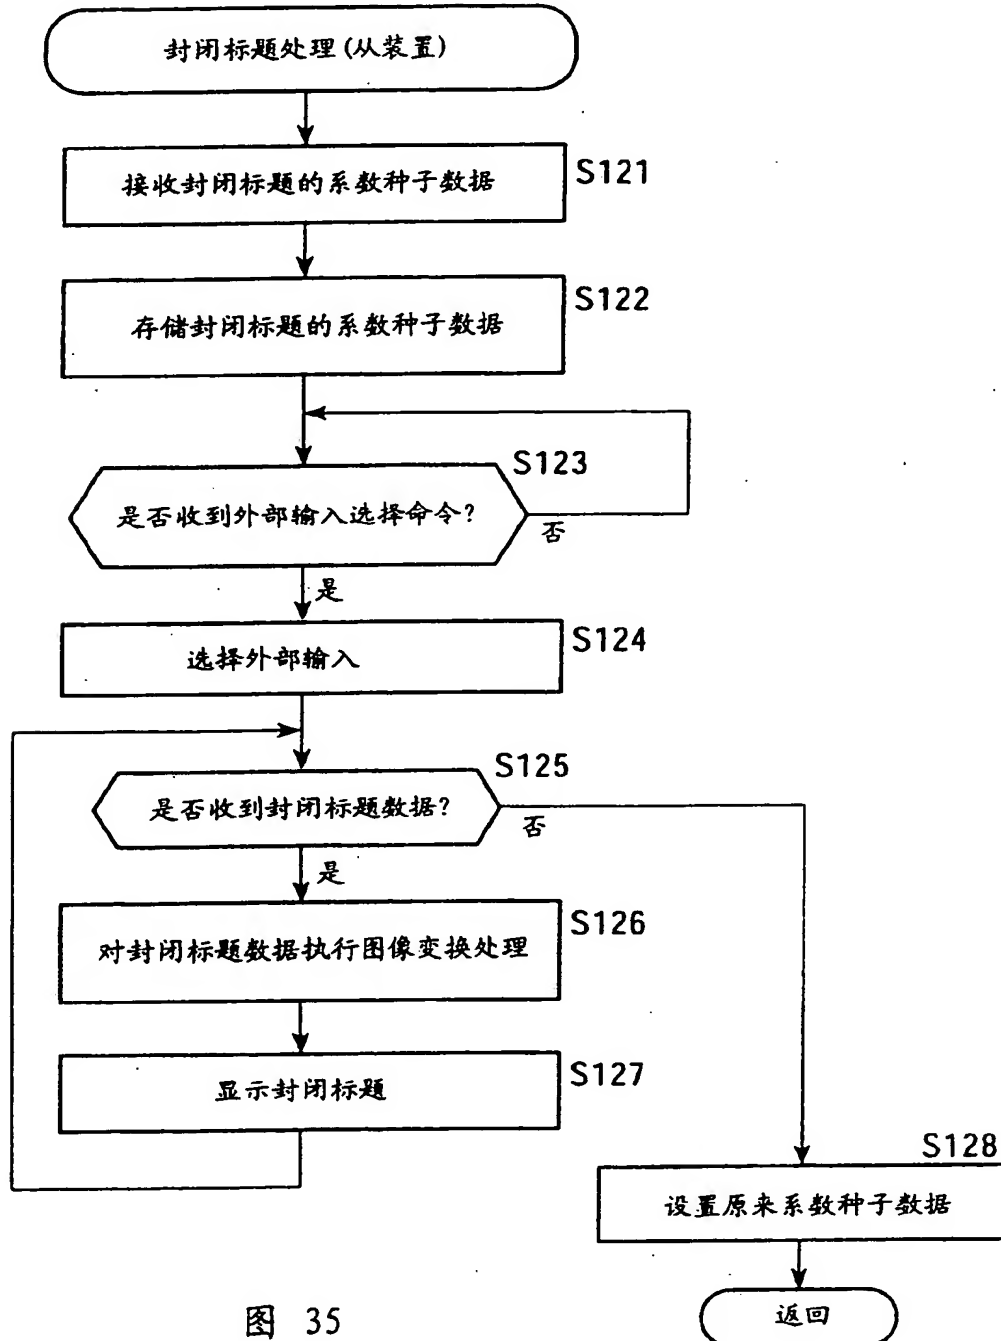 封闭标题处理(从装置)
接收封闭标题的系数种子数据
S121
存储封闭标题的系数种子数据
S122
S123
是否收到外部输入选择命令?
否
是
选择外部输入
S124
S125
是否收到封闭标题数据?
否
是
对封闭标题数据执行图像变换处理
S126
显示封闭标题
S127
S128
设置原来系数种子数据
返回
图 35